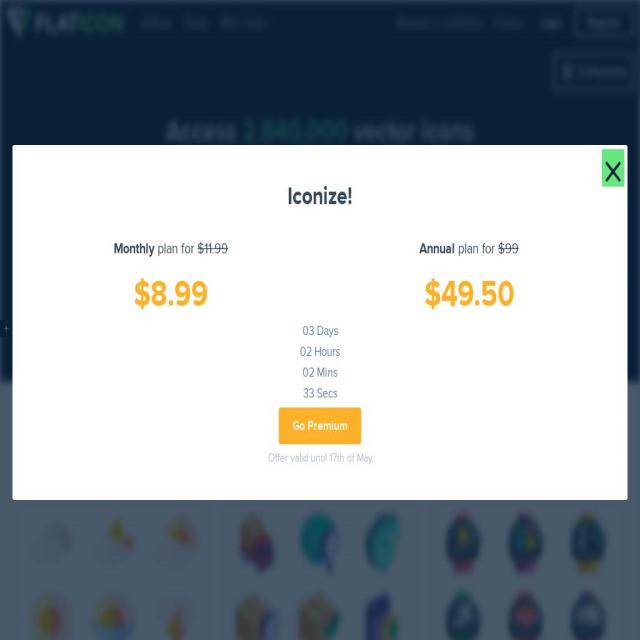 FLATICON
Access 2.840.000 vector icons
X
Iconize!
Monthly plan for $11.99
Annual plan for $99
$8.99
$49.50
03 Days
02 Hours
02 Mins
33 Secs
Go Premium
Offer valid until 17th of May
+